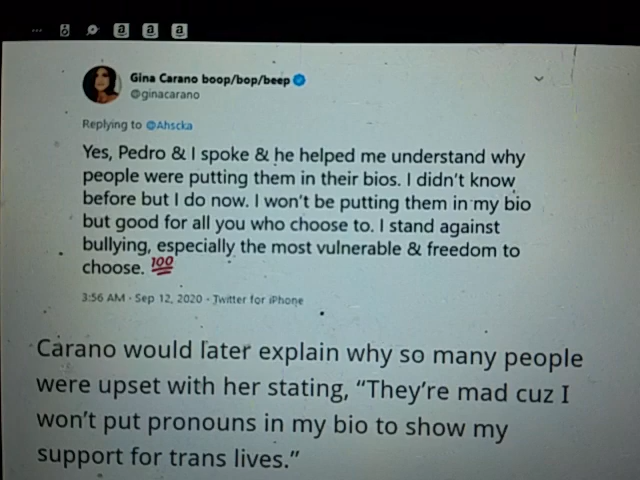 Gina Carano boop/bop/beep
@ginacarano
Replying to @Ahscka
Yes, Pedro & I spoke & he helped me understand why
people were putting them in their bios. I didn't know
before but I do now. I won't be putting them in my bio
but good for all you who choose to. I stand against
bullying, especially the most vulnerable & freedom to
choose. 💯
3:56 AM · Sep 12, 2020 · Twitter for iPhone
Carano would later explain why so many people
were upset with her stating, “They’re mad cuz I
won’t put pronouns in my bio to show my
support for trans lives.”